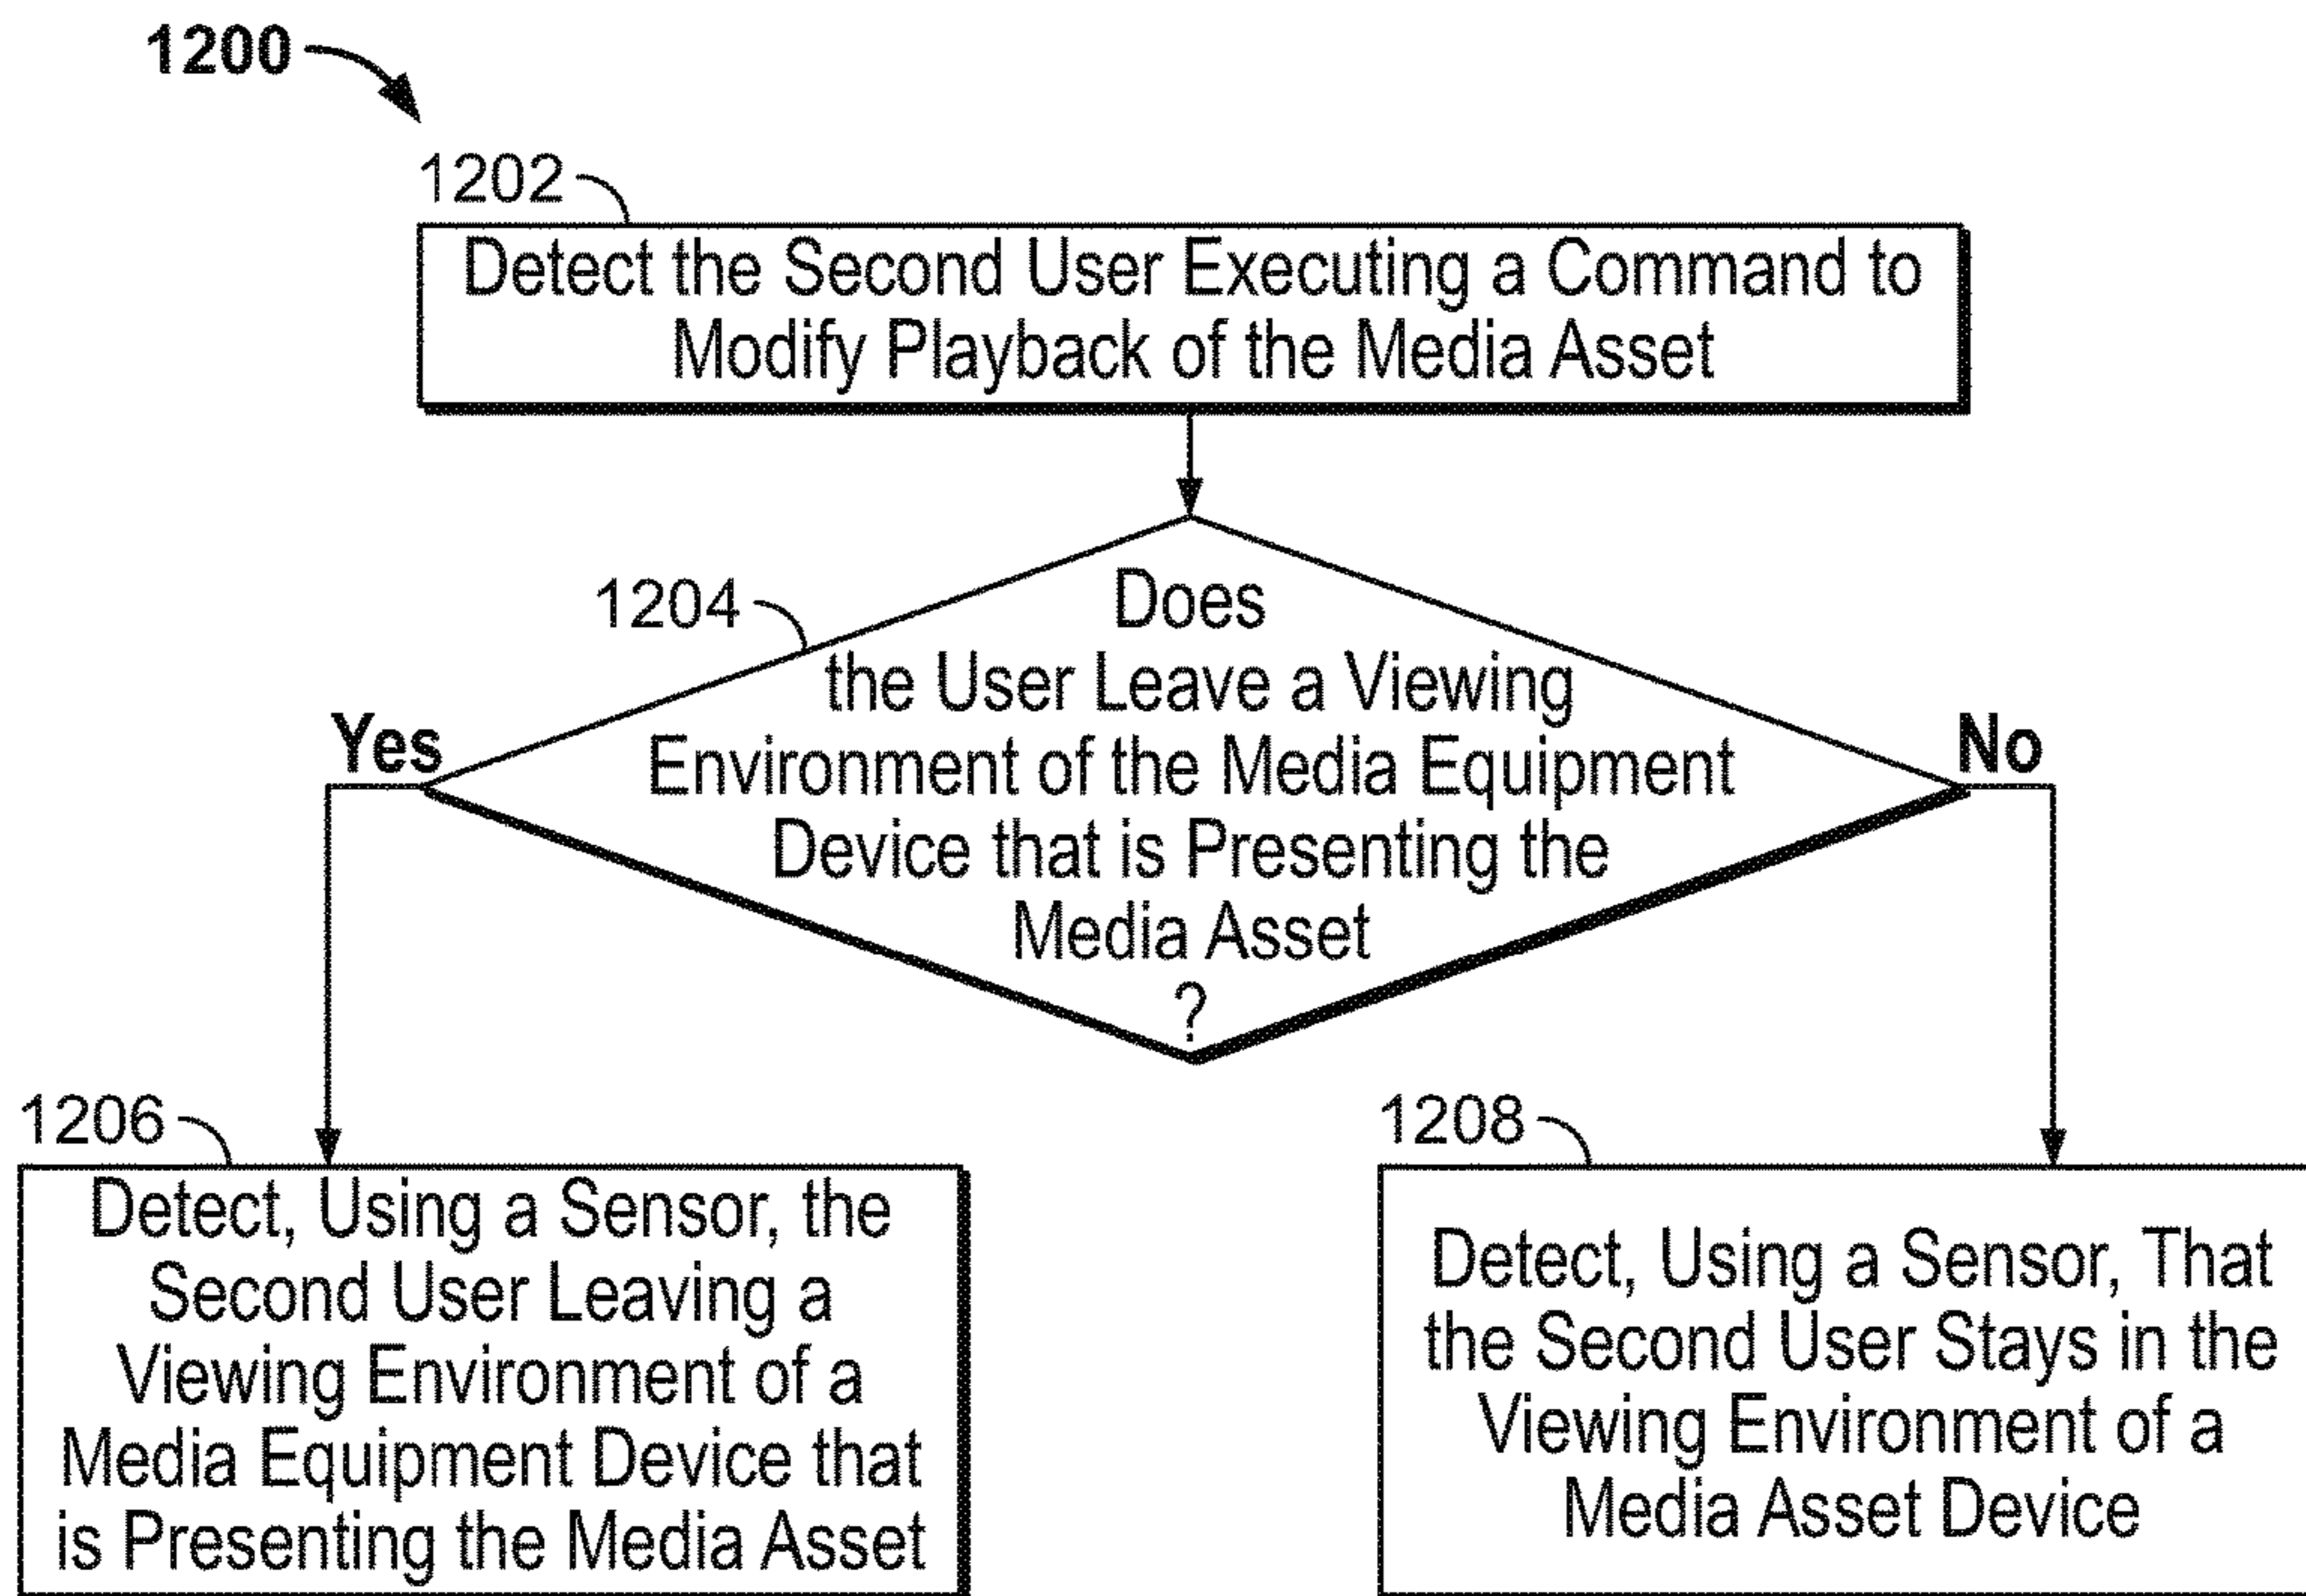 1200
1202
Detect the Second User Executing a Command to
Modify Playback of the Media Asset
1204
Does
the User Leave a Viewing
Environment of the Media Equipment
Device that is Presenting the
Media Asset
?
Yes
No
1206
Detect, Using a Sensor, the
Second User Leaving a
Viewing Environment of a
Media Equipment Device that
is Presenting the Media Asset
1208
Detect, Using a Sensor, That
the Second User Stays in the
Viewing Environment of a
Media Asset Device